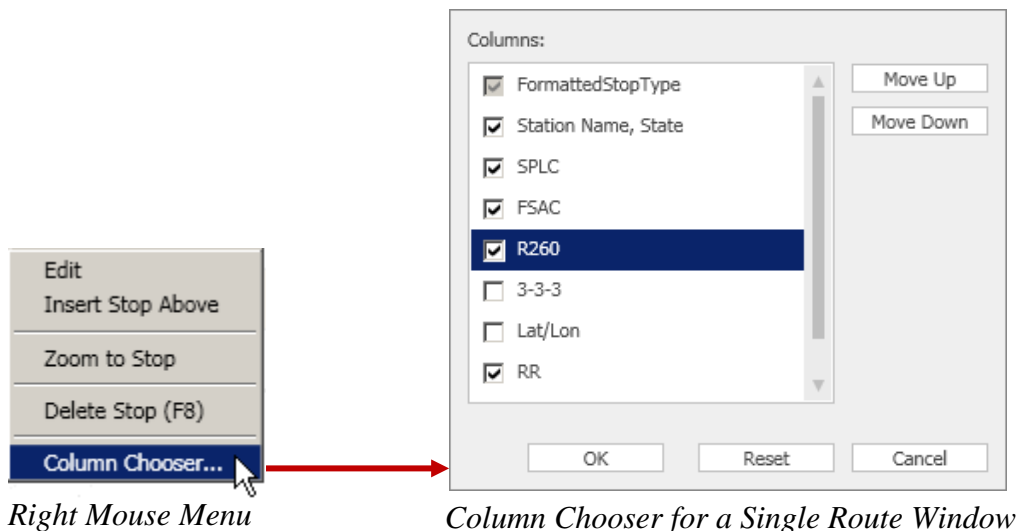 Columns:
FormattedStopType
Station Name, State
SPLC
FSAC
R260
3-3-3
Lat/Lon
RR
Move Up
Move Down
OK
Reset
Cancel
Edit
Insert Stop Above
Zoom to Stop
Delete Stop (F8)
Column Chooser...
Right Mouse Menu
Column Chooser for a Single Route Window